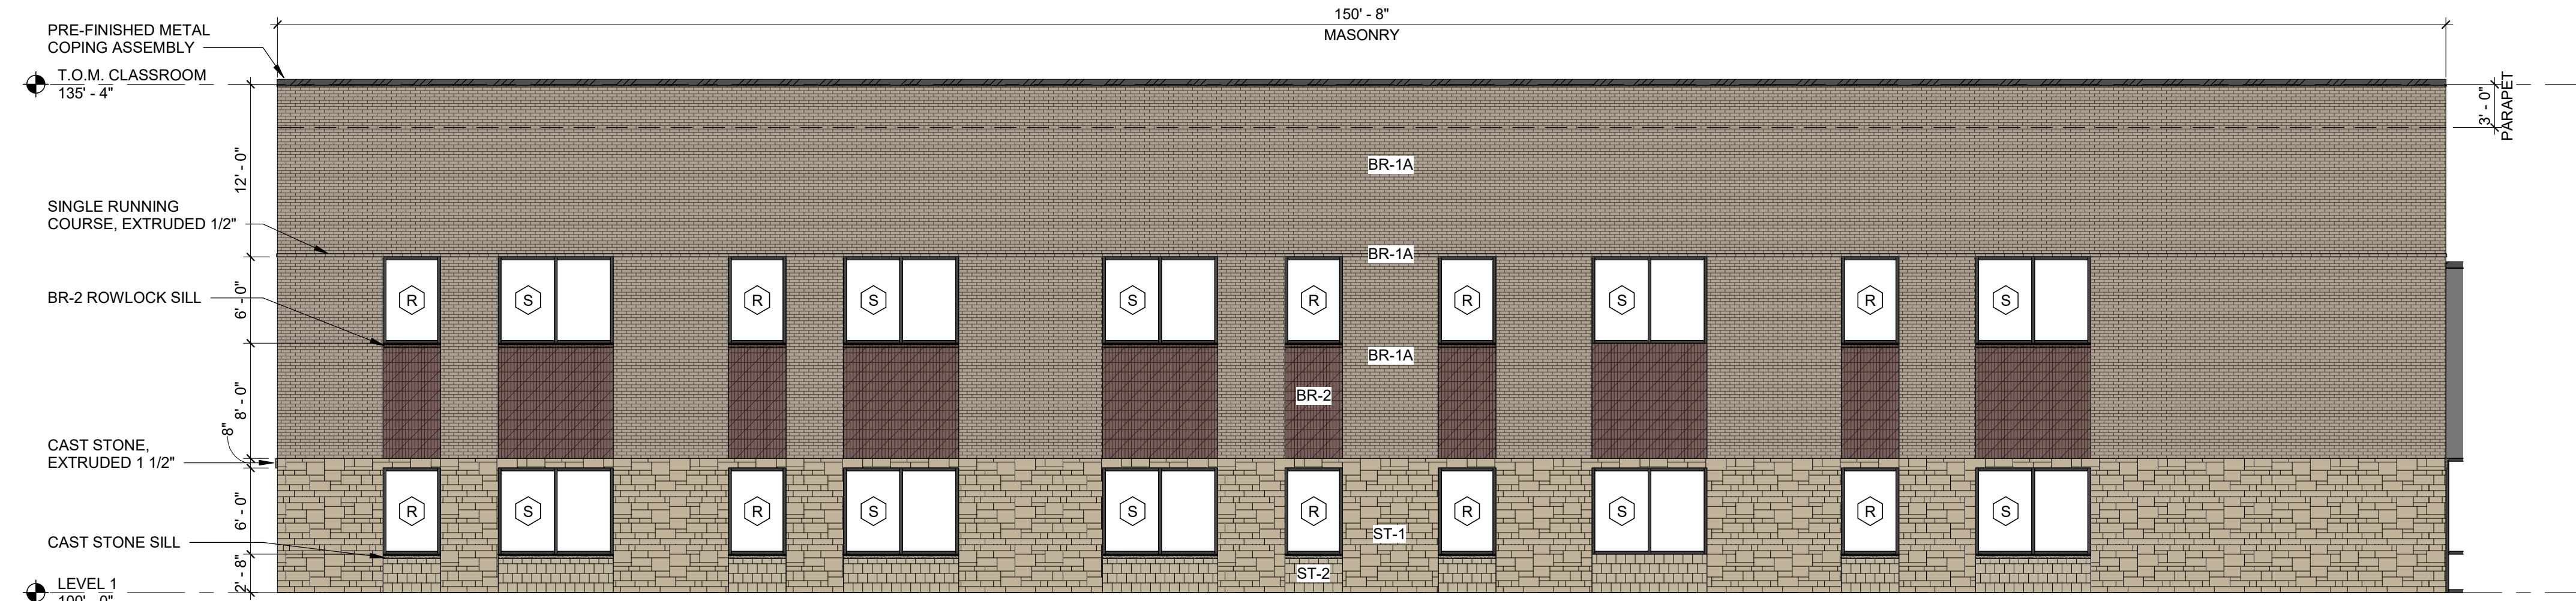 150' - 8"
MASONRY
PRE-FINISHED METAL
COPING ASSEMBLY
T.O.M. CLASSROOM
135' - 4"
3' - 0"
PARAPET
12' - 0"
BR-1A
SINGLE RUNNING
COURSE, EXTRUDED 1/2"
BR-1A
R
S
R
S
S
R
R
S
R
S
BR-2 ROWLOCK SILL
6' - 0"
BR-1A
BR-2
8' - 0"
8"
CAST STONE,
EXTRUDED 1 1/2"
R
S
R
S
S
R
R
S
R
S
6' - 0"
ST-1
CAST STONE SILL
ST-2
2' - 8"
LEVEL 1
100' - 0"